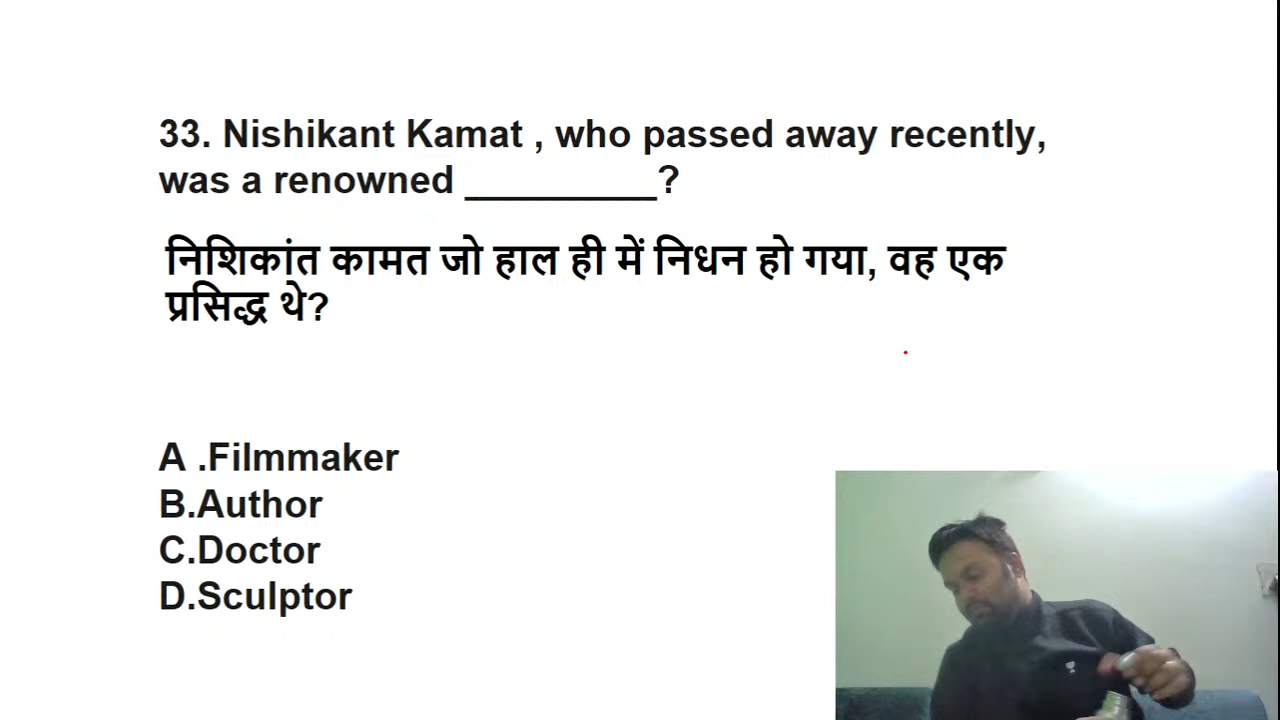 33. Nishikant Kamat , who passed away recently,
was a renowned _________?
निशिकांत कामत जो हाल ही में निधन हो गया, वह एक
प्रसिद्ध थे?
A .Filmmaker
B.Author
C.Doctor
D.Sculptor